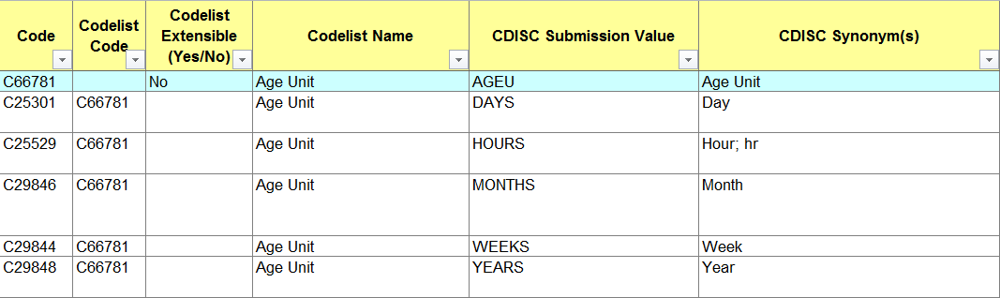 Code Codelist Code Codelist Extensible (Yes/No) Codelist Name CDISC Submission Value CDISC Synonym(s)
C66781 No Age Unit AGEU Age Unit
C25301 C66781 Age Unit DAYS Day
C25529 C66781 Age Unit HOURS Hour; hr
C29846 C66781 Age Unit MONTHS Month
C29844 C66781 Age Unit WEEKS Week
C29848 C66781 Age Unit YEARS Year